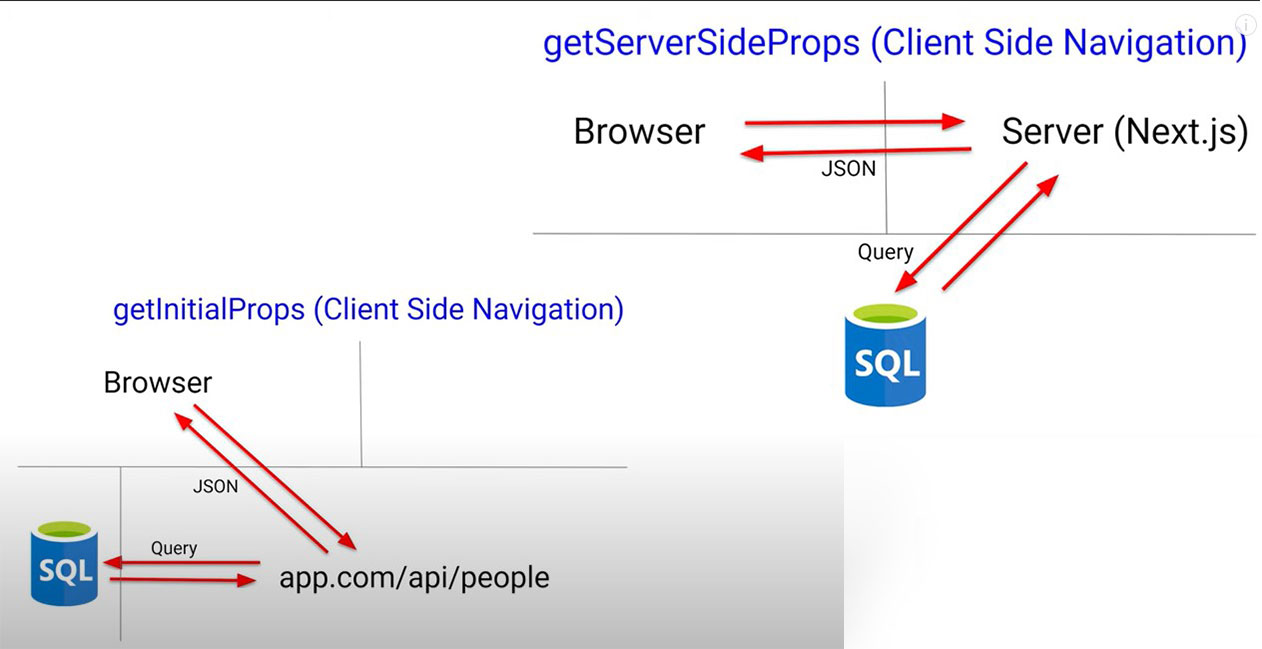 getServerSideProps (Client Side Navigation)
Browser
Server (Next.js)
JSON
Query
SQL
getInitialProps (Client Side Navigation)
Browser
JSON
Query
SQL
app.com/api/people